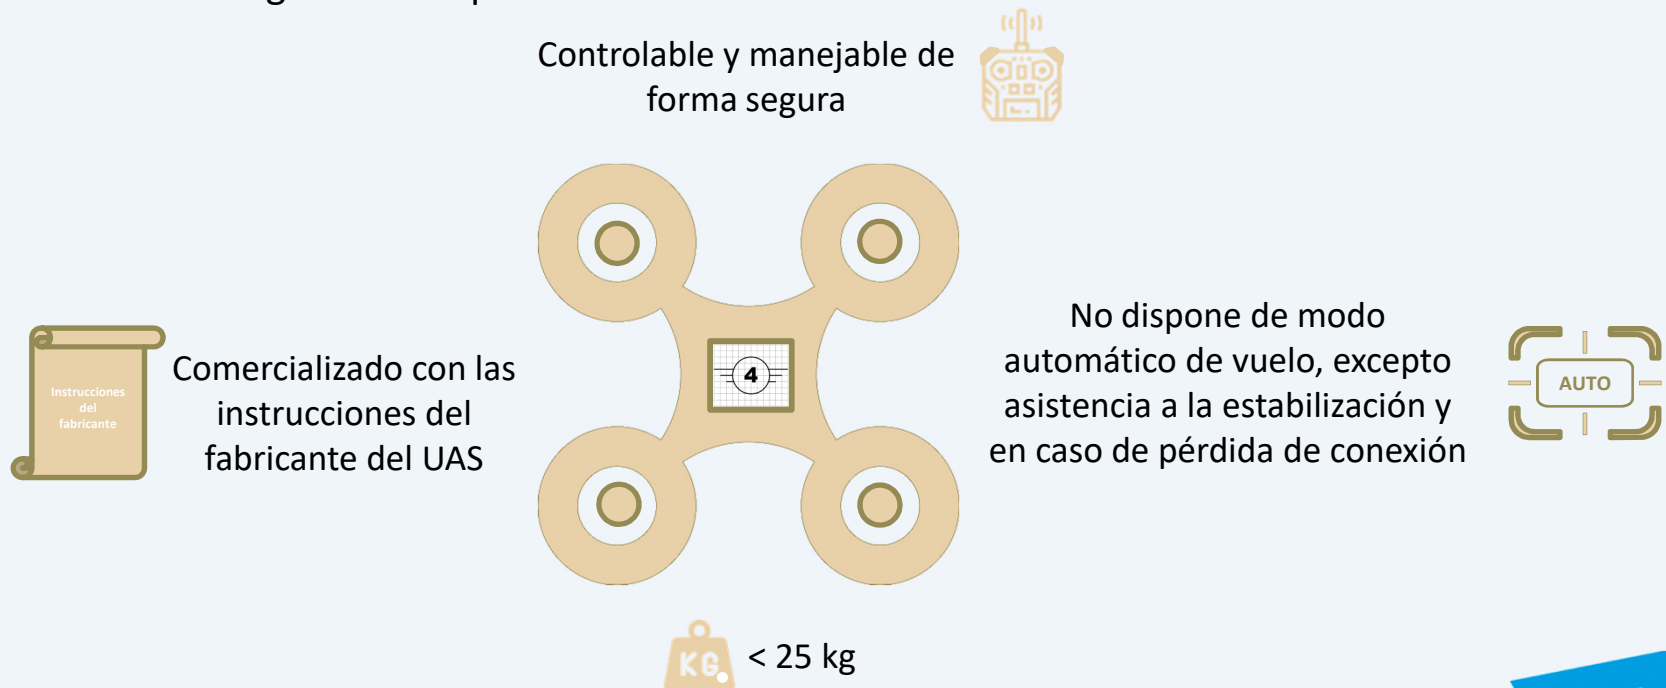 Controlable y manejable de
forma segura
Instrucciones
del
fabricante
Comercializado con las
instrucciones del
fabricante del UAS
4
No dispone de modo
automático de vuelo, excepto
asistencia a la estabilización y
en caso de pérdida de conexión
AUTO
KG
< 25 kg